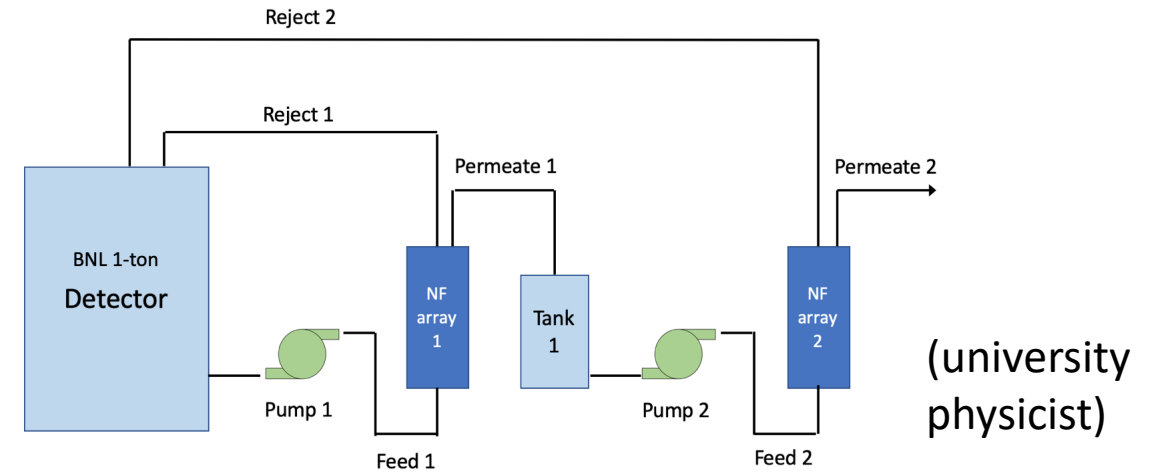 Reject 2
Reject 1
Permeate 1
Permeate 2
BNL 1-ton
Detector
NF
array
1
Tank
1
NF
array
2
(university
physicist)
Pump 1
Pump 2
Feed 1
Feed 2